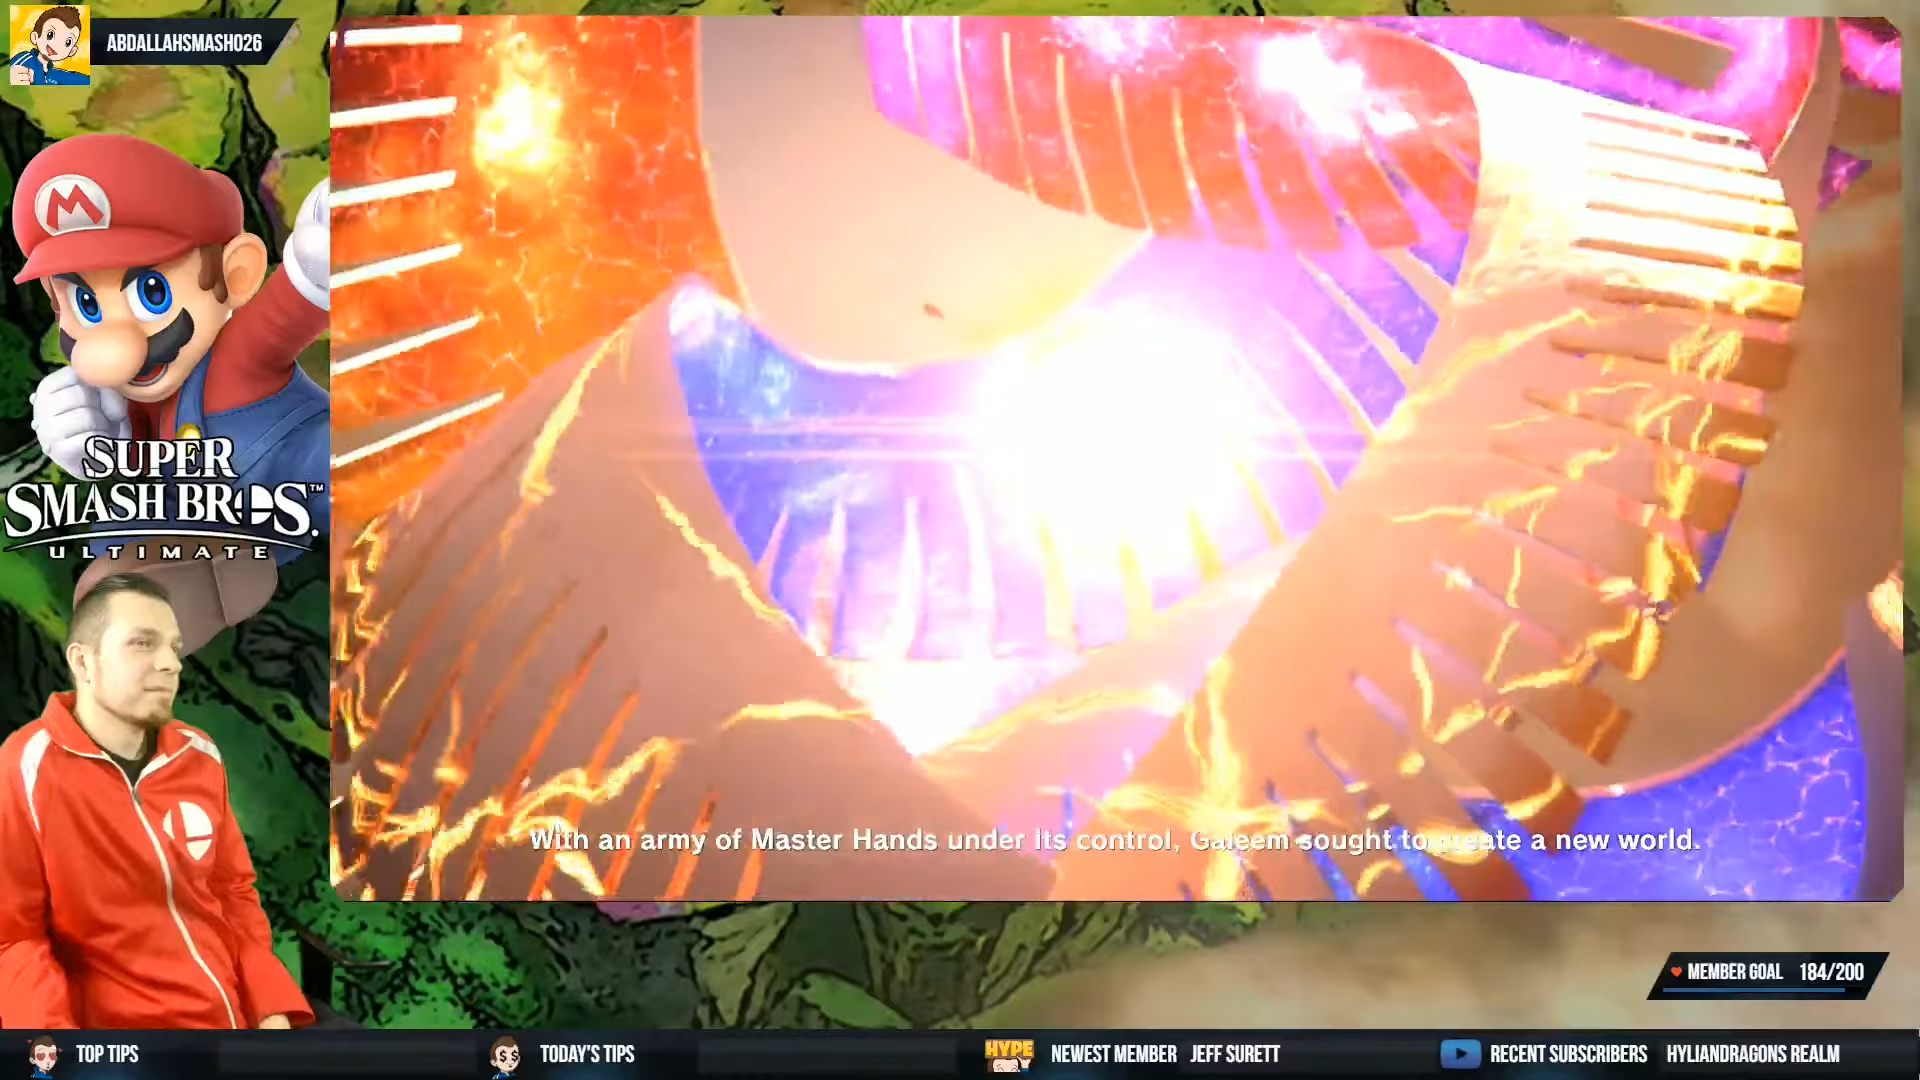 ABDALLAHSMASH026
M
SUPER
SMASH BROS.™
ULTIMATE
With an army of Master Hands under its control, Galeem sought to create a new world.
MEMBER GOAL 184/200
TOP TIPS
TODAY'S TIPS
HYPE
NEWEST MEMBER JEFF SURETT
RECENT SUBSCRIBERS HYLIANDRAGONS REALM